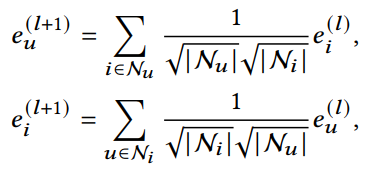 $e_u^{(l+1)} = \sum_{i \in \mathcal{N}_u} \frac{1}{\sqrt{|\mathcal{N}_u|}\sqrt{|\mathcal{N}_i|}} e_i^{(l)},$
$e_i^{(l+1)} = \sum_{u \in \mathcal{N}_i} \frac{1}{\sqrt{|\mathcal{N}_i|}\sqrt{|\mathcal{N}_u|}} e_u^{(l)},$